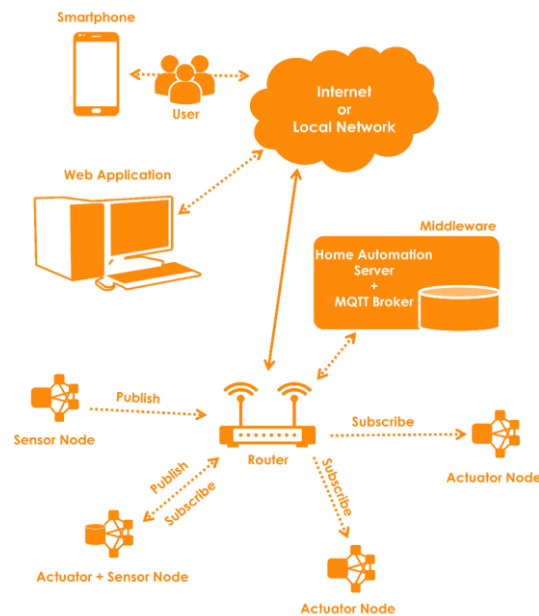 Smartphone
User
Internet
or
Local Network
Web Application
Middleware
Home Automation
Server
+
MQTT Broker
Publish
Sensor Node
Router
Subscribe
Actuator Node
Publish
Subscribe
Actuator + Sensor Node
Subscribe
Actuator Node